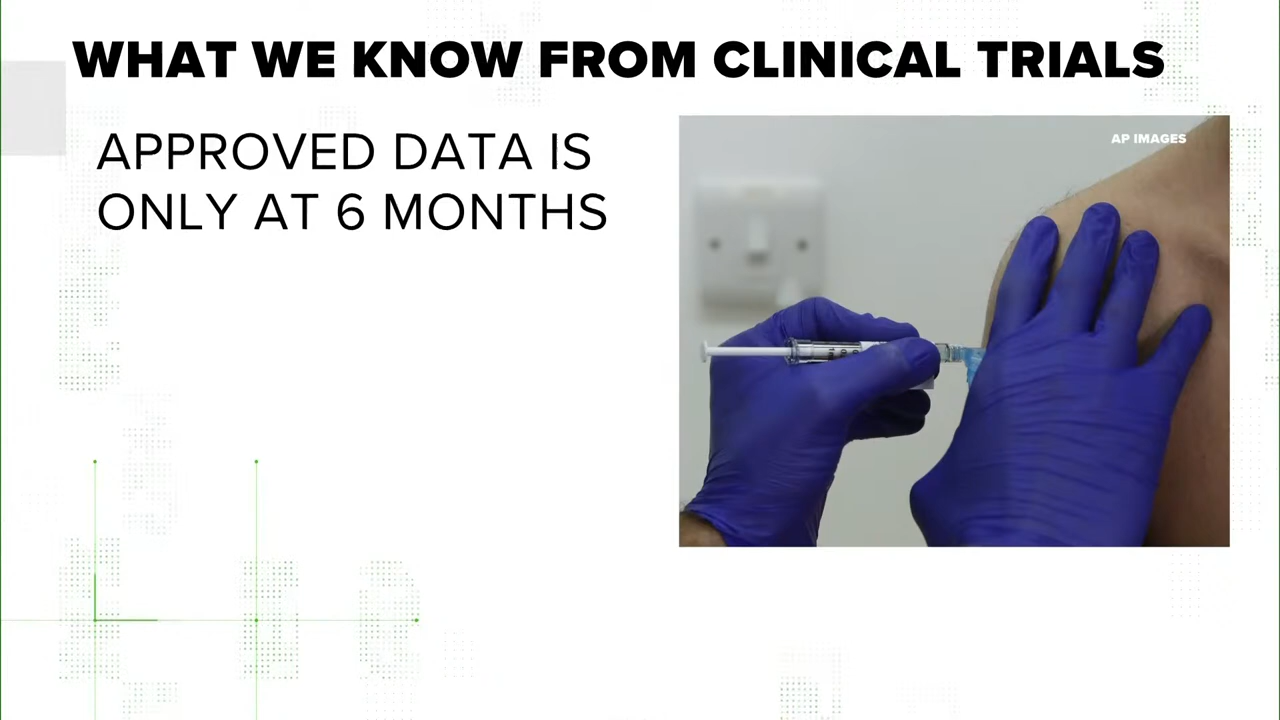 WHAT WE KNOW FROM CLINICAL TRIALS
APPROVED DATA IS
ONLY AT 6 MONTHS
AP IMAGES